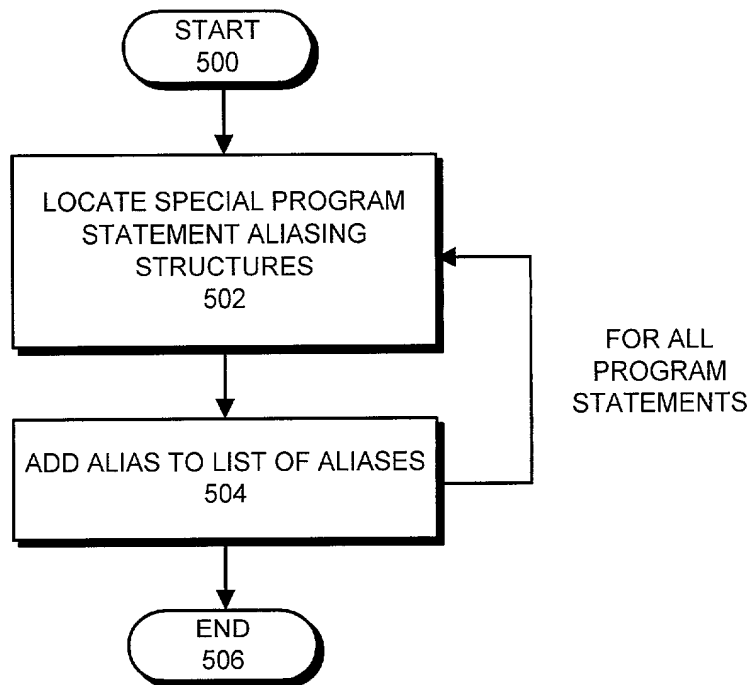 START
500
LOCATE SPECIAL PROGRAM
STATEMENT ALIASING
STRUCTURES
502
FOR ALL
PROGRAM
STATEMENTS
ADD ALIAS TO LIST OF ALIASES
504
END
506